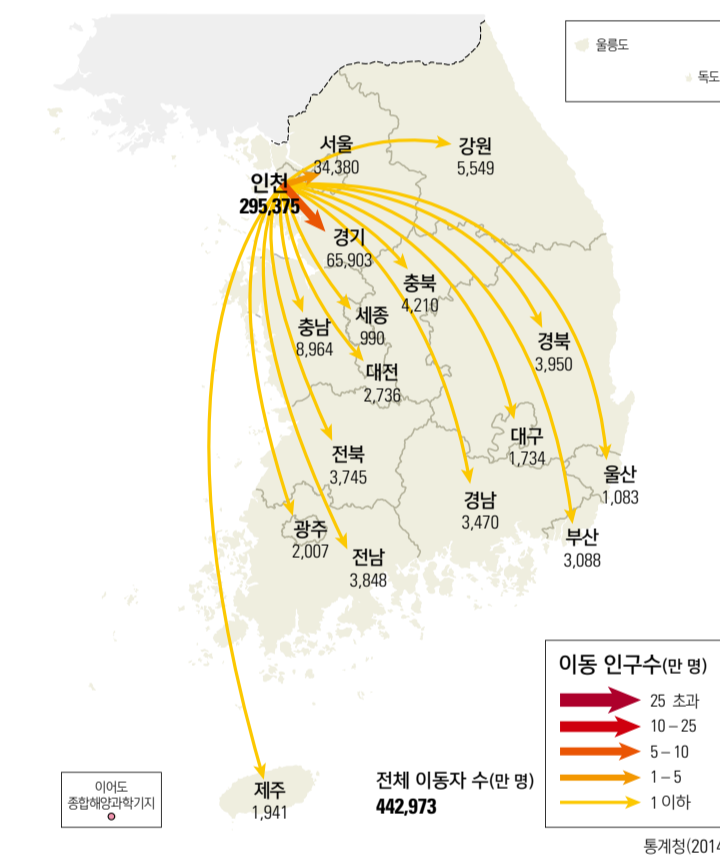 울릉도
독도
서울
34,380
강원
5,549
인천
295,375
경기
65,903
충북
4,210
세종
990
충남
8,964
경북
3,950
대전
2,736
대구
1,734
전북
3,745
울산
1,083
경남
3,470
광주
2,007
부산
3,088
전남
3,848
이동 인구수(만 명)
25 초과
10 – 25
5 – 10
1 – 5
1 이하
이어도
종합해양과학기지
제주
1,941
전체 이동자 수(만 명)
442,973
통계청(2014